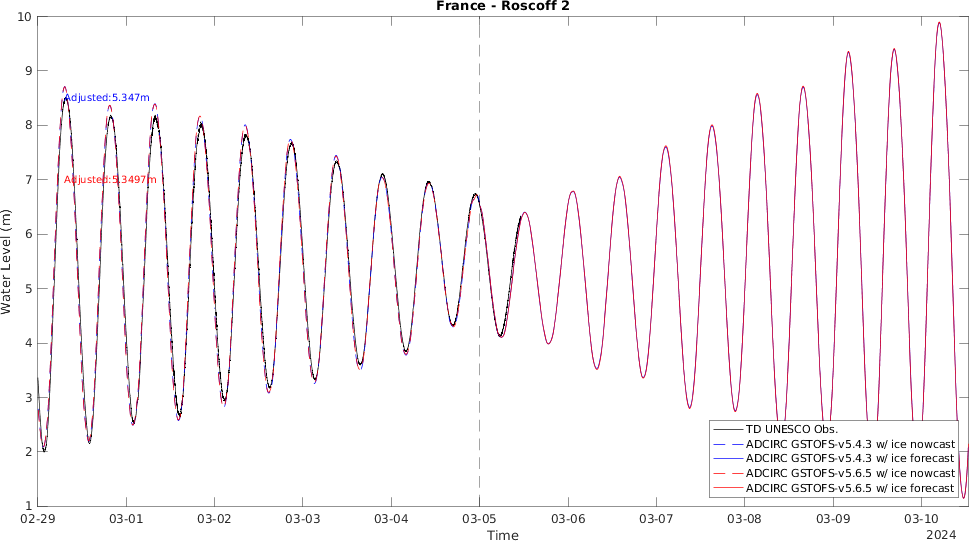 France - Roscoff 2
10
9
8
7
6
5
4
3
2
1
Water Level (m)
Adjusted:5.347m
Adjusted:5.3497m
02-29
03-01
03-02
03-03
03-04
03-05
03-06
03-07
03-08
03-09
03-10
2024
Time
TD UNESCO Obs.
ADCIRC GSTOFS-v5.4.3 w/ ice nowcast
ADCIRC GSTOFS-v5.4.3 w/ ice forecast
ADCIRC GSTOFS-v5.6.5 w/ ice nowcast
ADCIRC GSTOFS-v5.6.5 w/ ice forecast